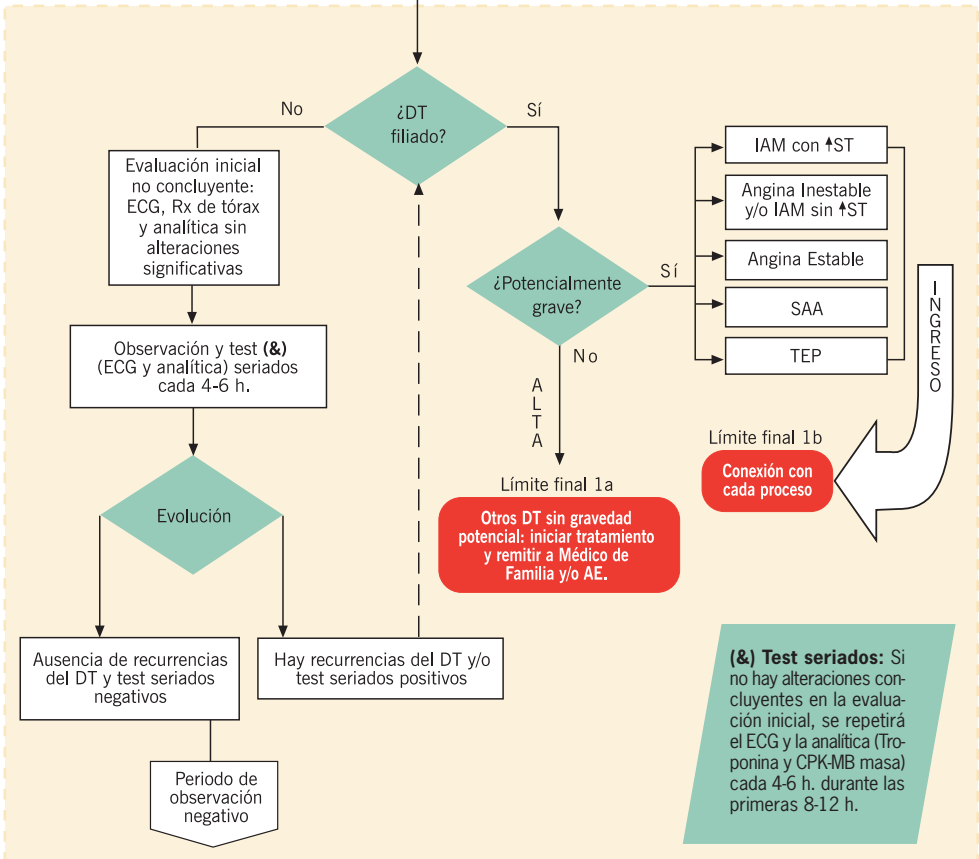 ¿DT
filiado?
No
Sí
Evaluación inicial
no concluyente:
ECG, Rx de tórax
y analítica sin
alteraciones
significativas
Observación y test (&)
(ECG y analítica) seriados
cada 4-6 h.
Evolución
Ausencia de recurrencias
del DT y test seriados
negativos
Hay recurrencias del DT y/o
test seriados positivos
Periodo de
observación
negativo
¿Potencialmente
grave?
Sí
No
ALTA
Límite final 1a
Otros DT sin gravedad
potencial: iniciar tratamiento
y remitir a Médico de
Familia y/o AE.
IAM con ↑ST
Angina Inestable
y/o IAM sin ↑ST
Angina Estable
SAA
TEP
INGRESO
Límite final 1b
Conexión con
cada proceso
(&) Test seriados: Si
no hay alteraciones con-
cluyentes en la evalua-
ción inicial, se repetirá
el ECG y la analítica (Tro-
ponina y CPK-MB masa)
cada 4-6 h. durante las
primeras 8-12 h.